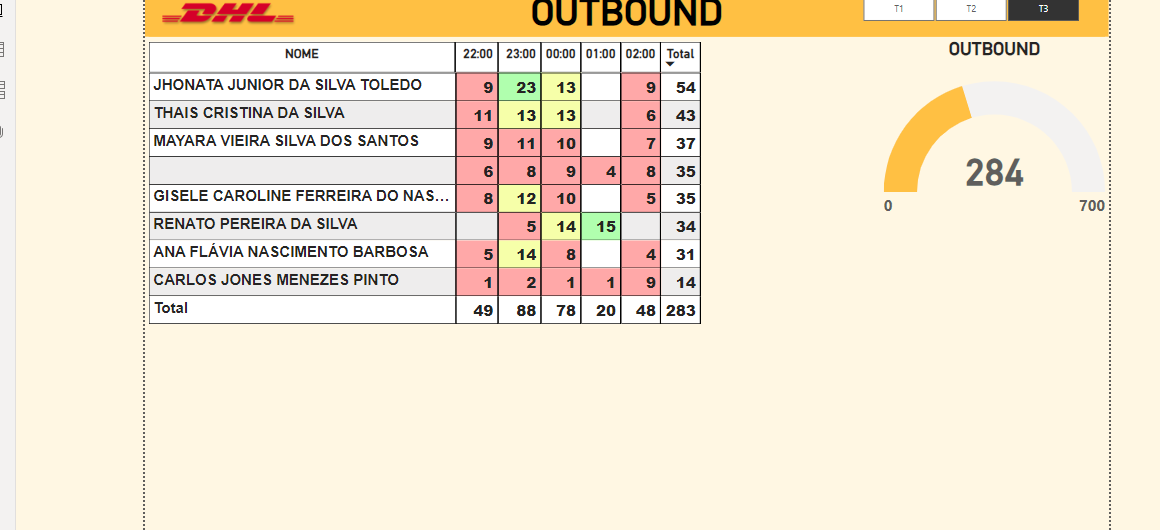 DHL
OUTBOUND
T1 T2 T3
NOME 22:00 23:00 00:00 01:00 02:00 Total
JHONATA JUNIOR DA SILVA TOLEDO 9 23 13 9 54
THAIS CRISTINA DA SILVA 11 13 13 6 43
MAYARA VIEIRA SILVA DOS SANTOS 9 11 10 7 37
6 8 9 4 8 35
GISELE CAROLINE FERREIRA DO NAS... 8 12 10 5 35
RENATO PEREIRA DA SILVA 5 14 15 34
ANA FLÁVIA NASCIMENTO BARBOSA 5 14 8 4 31
CARLOS JONES MENEZES PINTO 1 2 1 1 9 14
Total 49 88 78 20 48 283
OUTBOUND
284
0 700